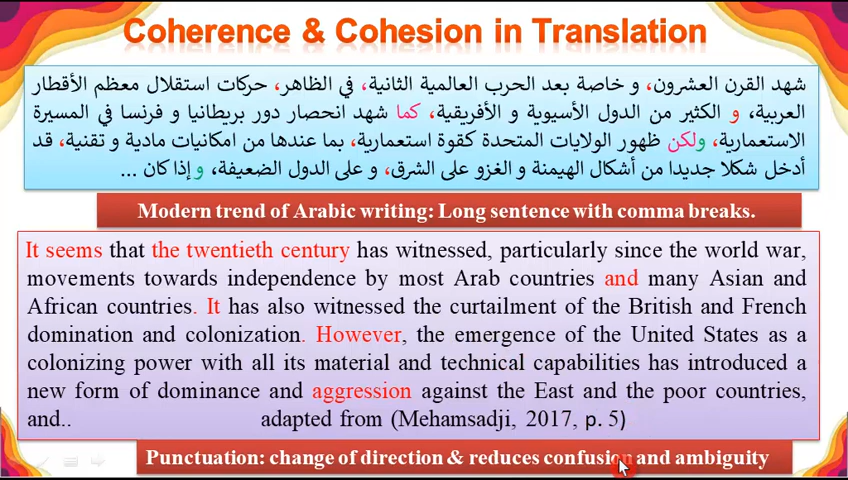 Coherence & Cohesion in Translation
شهد القرن العشرون، و خاصة بعد الحرب العالمية الثانية، في الظاهر، حركات استقلال معظم الأقطار
العربية، و الكثير من الدول الأسيوية و الأفريقية، كما شهد انحصار دور بريطانيا و فرنسا في المسيرة
الاستعمارية، ولكن ظهور الولايات المتحدة كقوة استعمارية، بما عندها من امكانيات مادية و تقنية، قد
أدخل شكلا جديدا من أشكال الهيمنة و الغزو على الشرق، و على الدول الضعيفة، و إذا كان ...
Modern trend of Arabic writing: Long sentence with comma breaks.
It seems that the twentieth century has witnessed, particularly since the world war,
movements towards independence by most Arab countries and many Asian and
African countries. It has also witnessed the curtailment of the British and French
domination and colonization. However, the emergence of the United States as a
colonizing power with all its material and technical capabilities has introduced a
new form of dominance and aggression against the East and the poor countries,
and.. adapted from (Mehamsadji, 2017, p. 5)
Punctuation: change of direction & reduces confusion and ambiguity